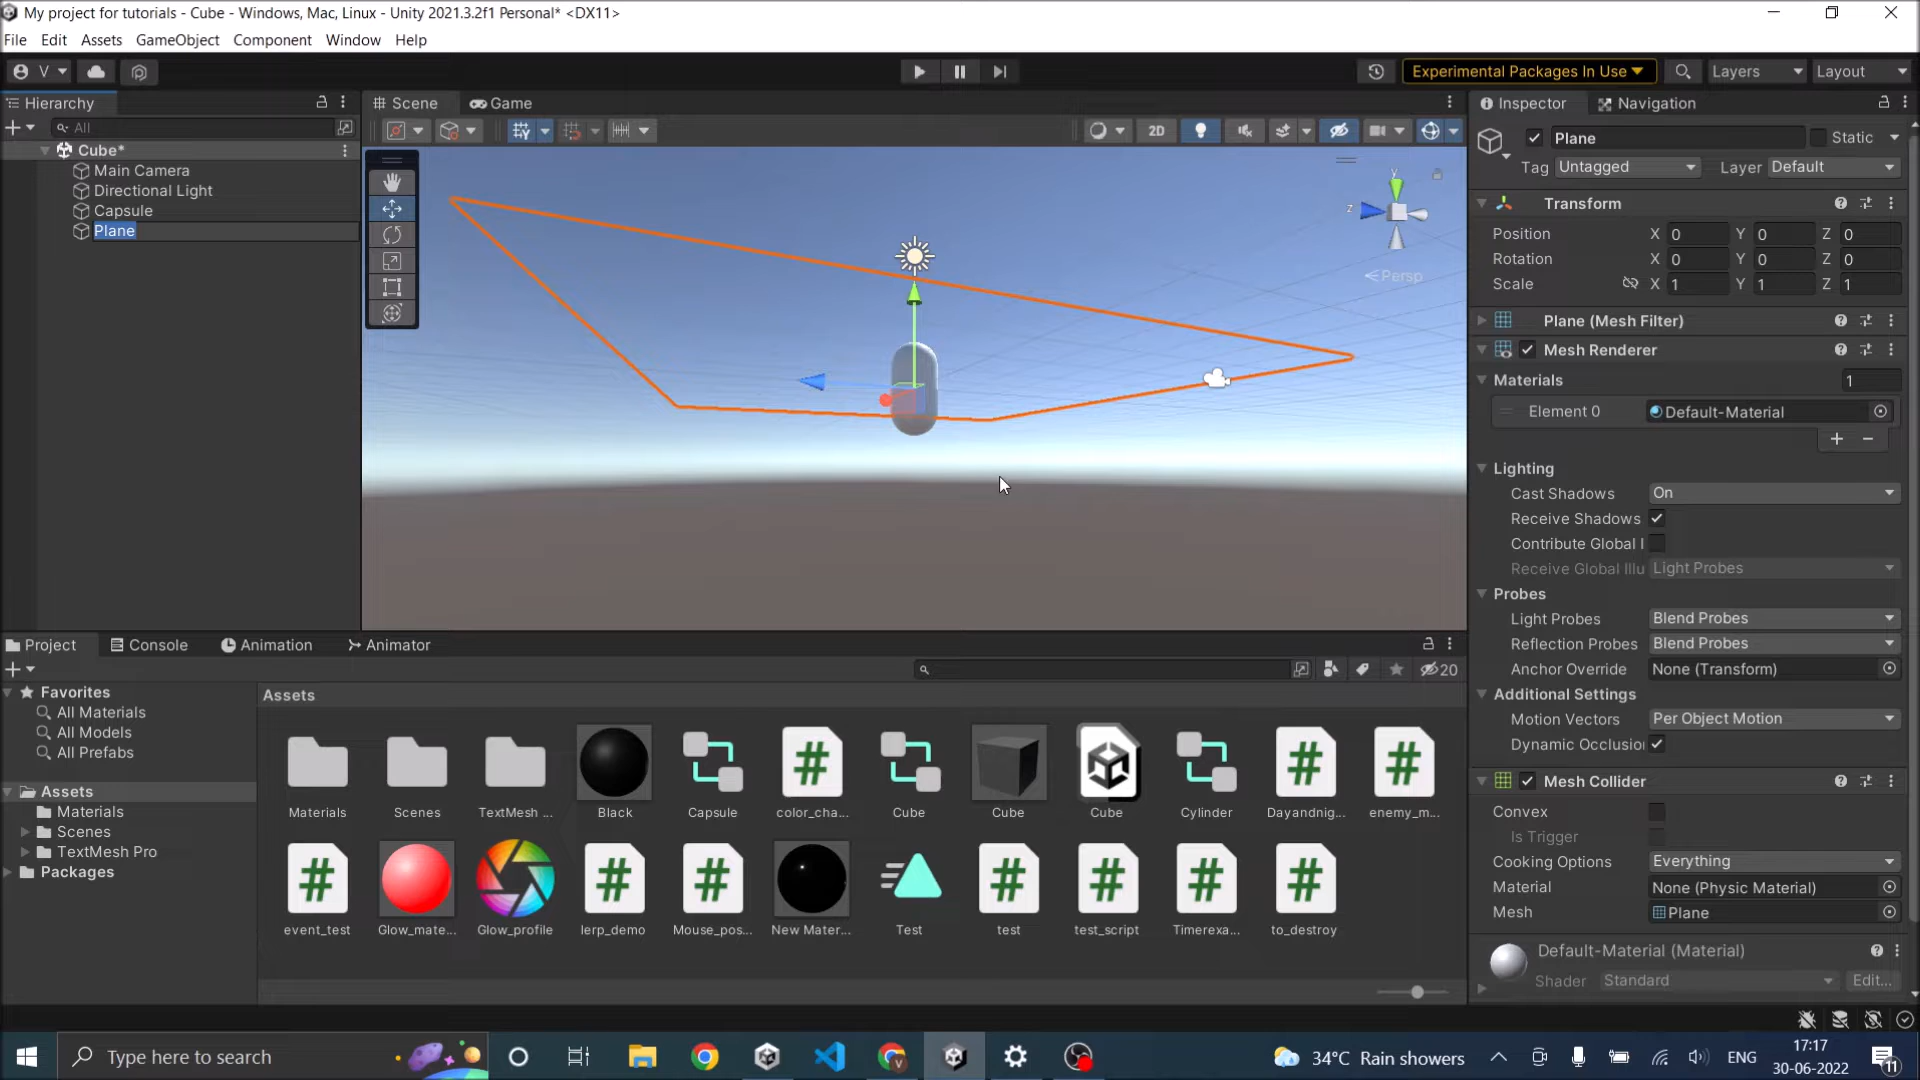 My project for tutorials - Cube - Windows, Mac, Linux - Unity 2021.3.2f1 Personal* <DX11>
File Edit Assets GameObject Component Window Help
V Experimental Packages In Use Layers Layout
Hierarchy
All
Cube*
Main Camera
Directional Light
Capsule
Plane
Scene Game
2D
y
z
Persp
Inspector Navigation
Plane Static
Tag Untagged Layer Default
Transform
Position X 0 Y 0 Z 0
Rotation X 0 Y 0 Z 0
Scale X 1 Y 1 Z 1
Plane (Mesh Filter)
Mesh Renderer
Materials 1
Element 0 Default-Material
Lighting
Cast Shadows On
Receive Shadows
Contribute Global I
Receive Global Illu Light Probes
Probes
Light Probes Blend Probes
Reflection Probes Blend Probes
Anchor Override None (Transform)
Additional Settings
Motion Vectors Per Object Motion
Dynamic Occlusion
Mesh Collider
Convex
Is Trigger
Cooking Options Everything
Material None (Physic Material)
Mesh Plane
Default-Material (Material)
Shader Standard Edit...
Project Console Animation Animator
20
Favorites
All Materials
All Models
All Prefabs
Assets
Materials
Scenes
TextMesh Pro
Packages
Assets
Materials Scenes TextMesh ... Black Capsule color_cha... Cube Cube Cube Cylinder Dayandnig... enemy_m...
event_test Glow_mate... Glow_profile lerp_demo Mouse_pos... New Mater... Test test test_script Timerexa... to_destroy
Type here to search
34°C Rain showers
ENG
17:17
30-06-2022
11